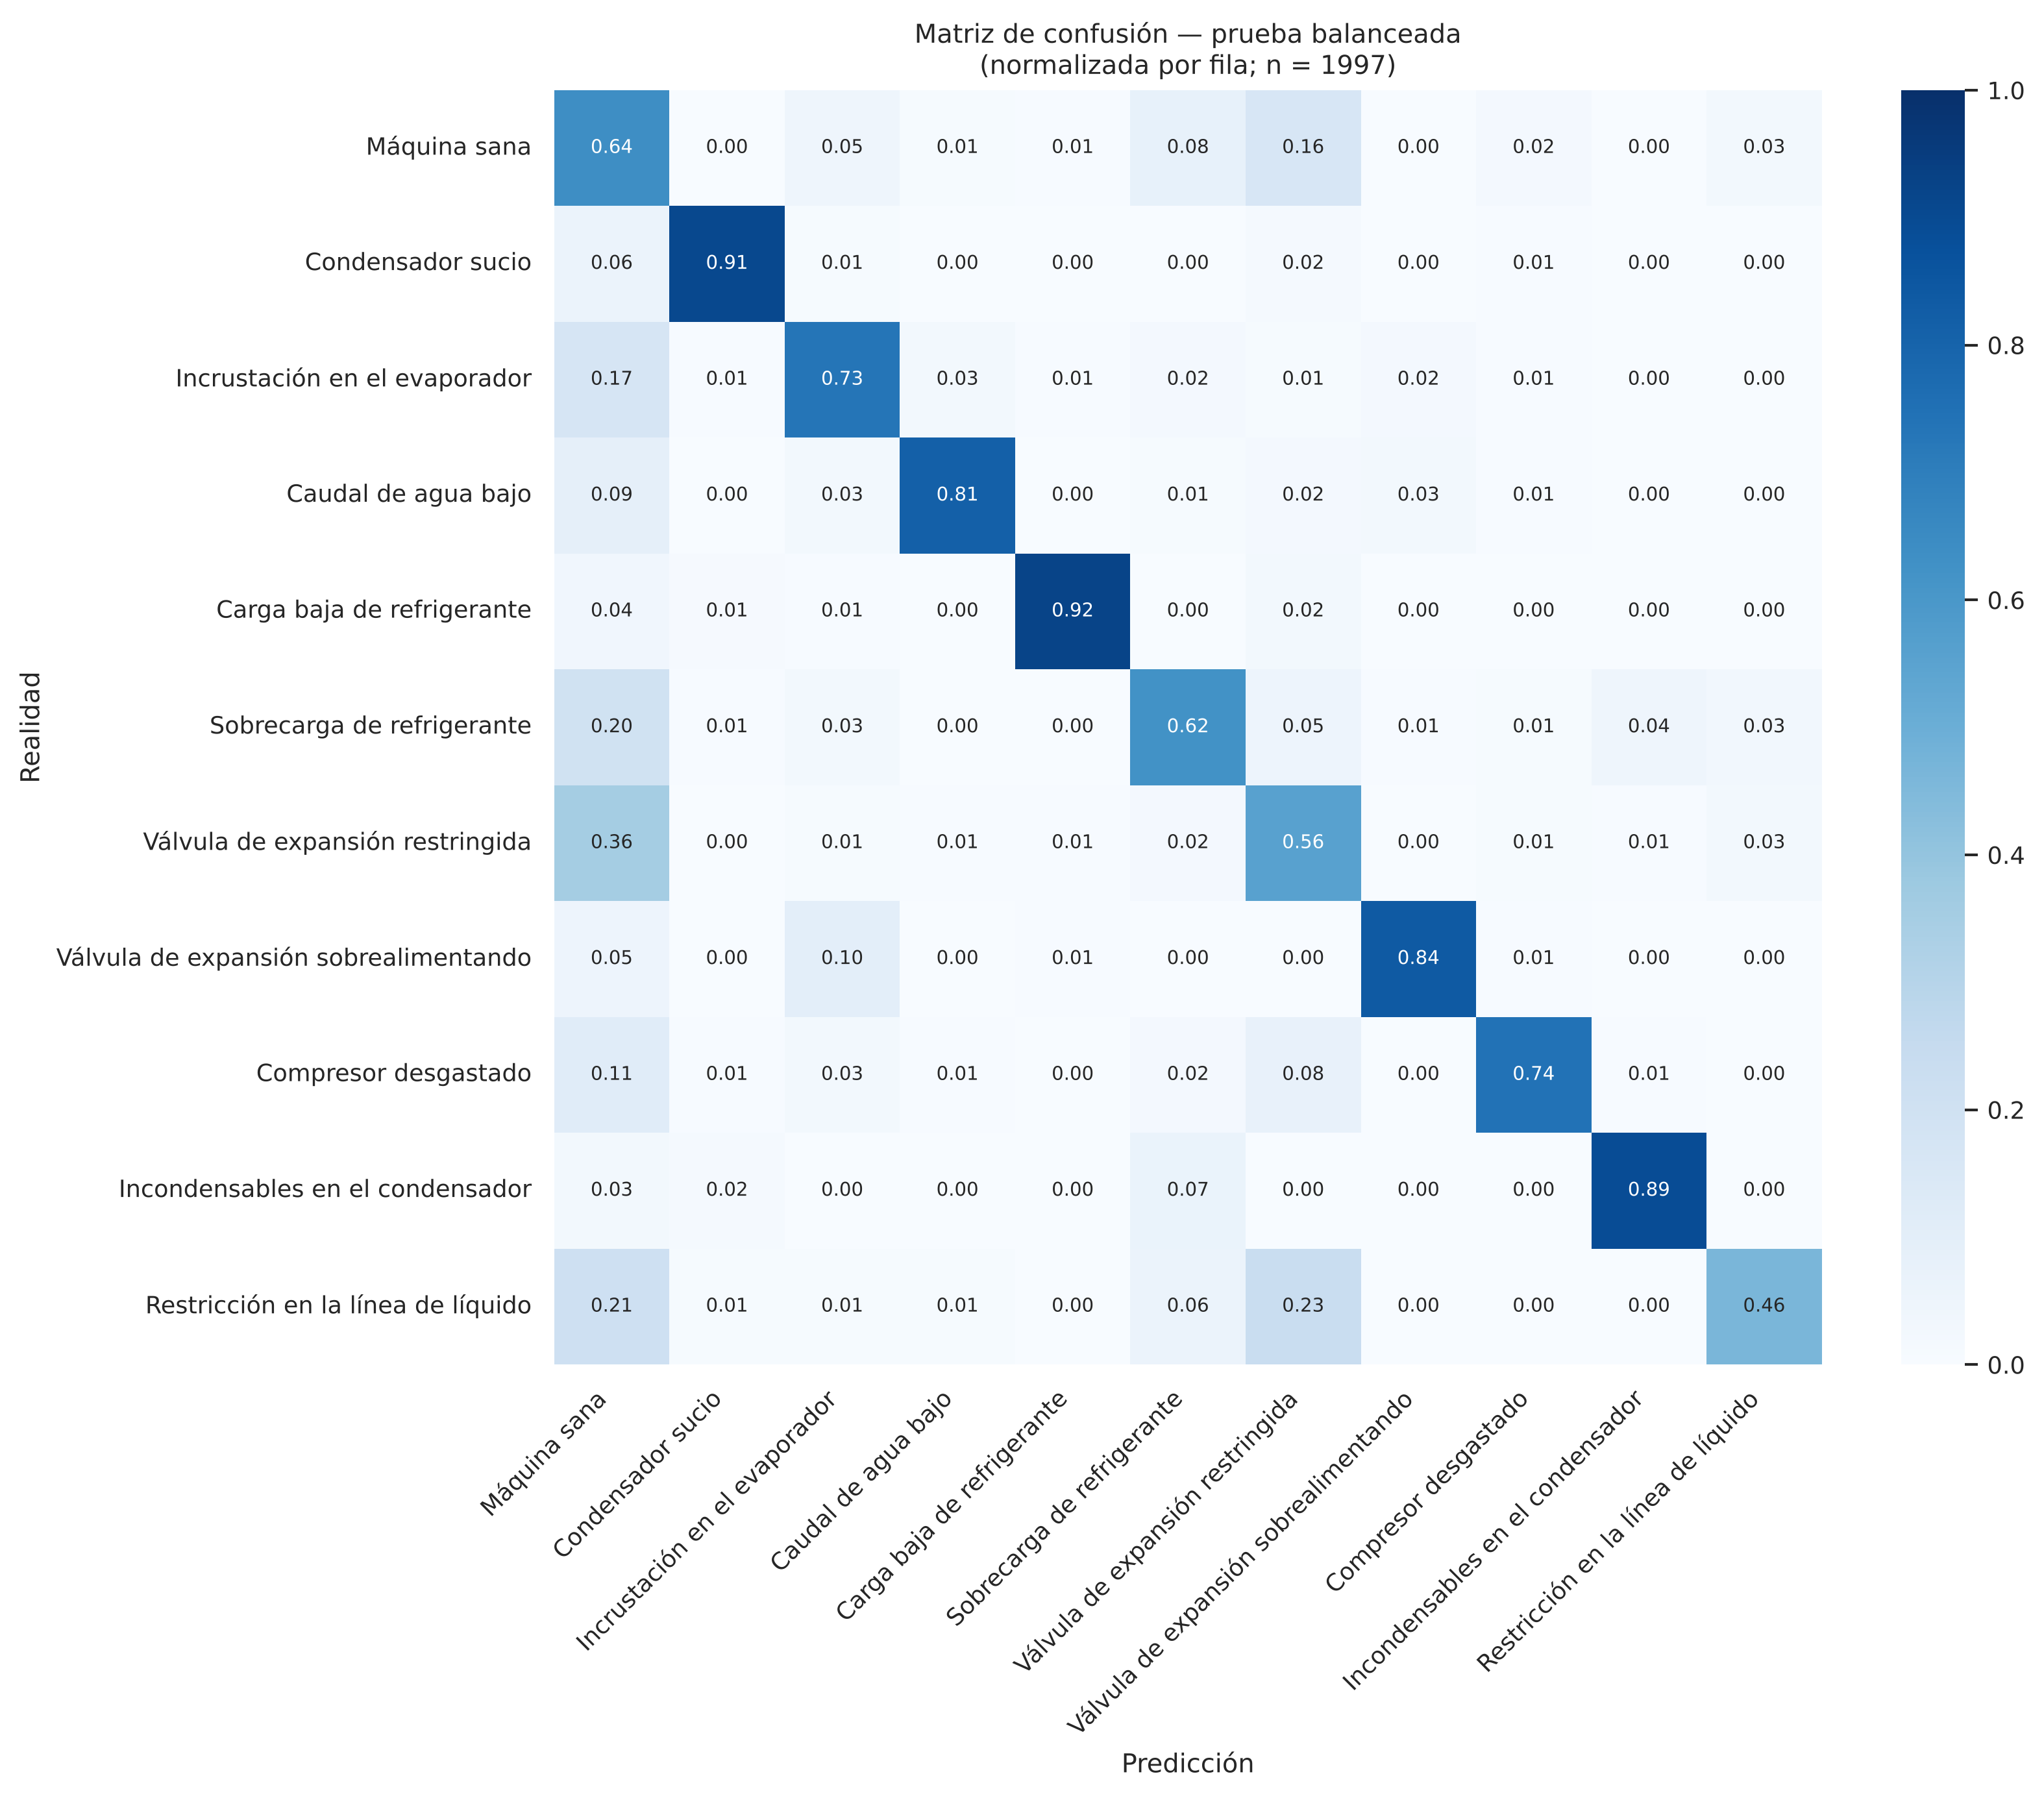 Matriz de confusión — prueba balanceada
(normalizada por fila; n = 1997)
Realidad
Máquina sana 0.64 0.00 0.05 0.01 0.01 0.08 0.16 0.00 0.02 0.00 0.03
Condensador sucio 0.06 0.91 0.01 0.00 0.00 0.00 0.02 0.00 0.01 0.00 0.00
Incrustación en el evaporador 0.17 0.01 0.73 0.03 0.01 0.02 0.01 0.02 0.01 0.00 0.00
Caudal de agua bajo 0.09 0.00 0.03 0.81 0.00 0.01 0.02 0.03 0.01 0.00 0.00
Carga baja de refrigerante 0.04 0.01 0.01 0.00 0.92 0.00 0.02 0.00 0.00 0.00 0.00
Sobrecarga de refrigerante 0.20 0.01 0.03 0.00 0.00 0.62 0.05 0.01 0.01 0.04 0.03
Válvula de expansión restringida 0.36 0.00 0.01 0.01 0.01 0.02 0.56 0.00 0.01 0.01 0.03
Válvula de expansión sobrealimentando 0.05 0.00 0.10 0.00 0.01 0.00 0.00 0.84 0.01 0.00 0.00
Compresor desgastado 0.11 0.01 0.03 0.01 0.00 0.02 0.08 0.00 0.74 0.01 0.00
Incondensables en el condensador 0.03 0.02 0.00 0.00 0.00 0.07 0.00 0.00 0.00 0.89 0.00
Restricción en la línea de líquido 0.21 0.01 0.01 0.01 0.00 0.06 0.23 0.00 0.00 0.00 0.46
Máquina sana
Condensador sucio
Incrustación en el evaporador
Caudal de agua bajo
Carga baja de refrigerante
Sobrecarga de refrigerante
Válvula de expansión restringida
Válvula de expansión sobrealimentando
Compresor desgastado
Incondensables en el condensador
Restricción en la línea de líquido
Predicción
1.0
0.8
0.6
0.4
0.2
0.0